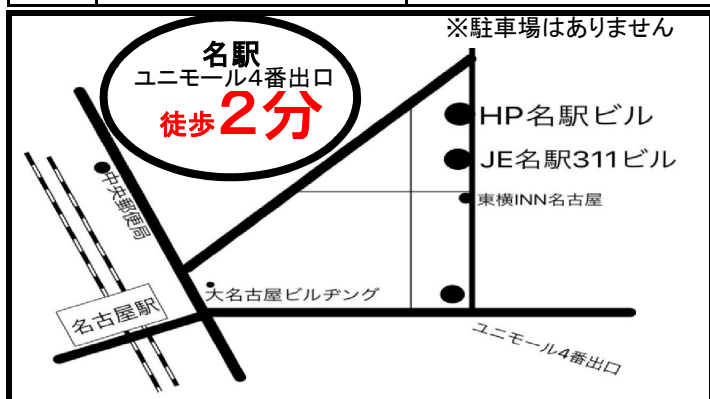 ※駐車場はありません
名駅
ユニモール4番出口
徒歩2分
HP名駅ビル
JE名駅311ビル
東横INN名古屋
中央郵便局
大名古屋ビルヂング
名古屋駅
ユニモール4番出口